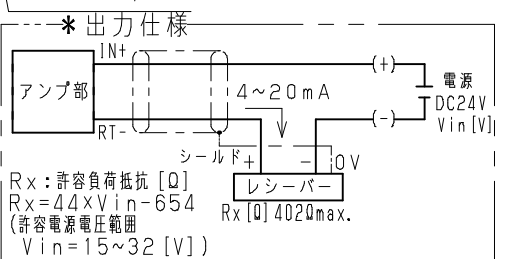 * 出力仕様
IN+
(+)
アンプ部
4~20mA
電源
DC24V
Vin[V]
(-)
RT-
シールド
+
-
0V
レシーバー
Rx[Ω]402Ωmax.
Rx:許容負荷抵抗[Ω]
Rx=44×Vin-654
(許容電源電圧範囲
Vin=15~32[V])